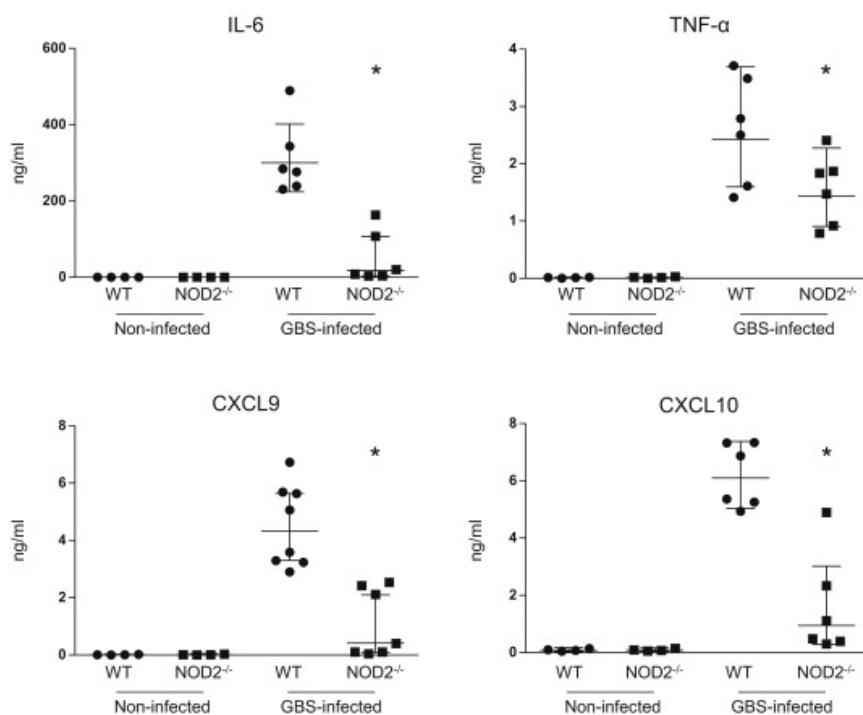 IL-6
600
400
200
0
ng/ml
*
WT NOD2-/- WT NOD2-/-
Non-infected GBS-infected
TNF-α
4
3
2
1
0
ng/ml
*
WT NOD2-/- WT NOD2-/-
Non-infected GBS-infected
CXCL9
8
6
4
2
0
ng/ml
*
WT NOD2-/- WT NOD2-/-
Non-infected GBS-infected
CXCL10
8
6
4
2
0
ng/ml
*
WT NOD2-/- WT NOD2-/-
Non-infected GBS-infected